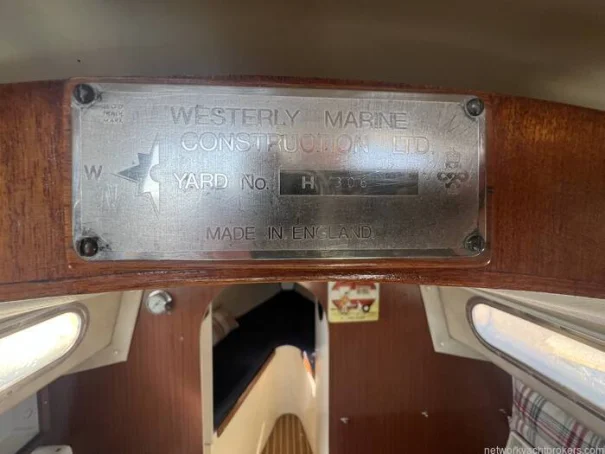 WESTERLY MARINE
CONSTRUCTION LTD.
W
N
YARD No.
MADE IN ENGLAND.
networkyachtbrokers.com